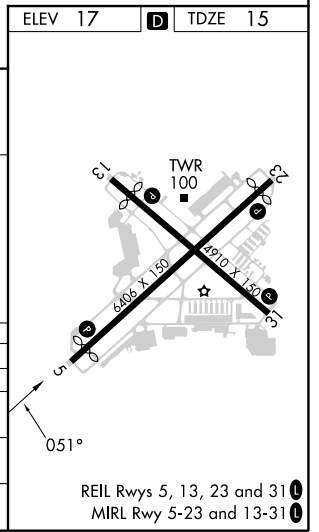 ELEV 17 D TDZE 15
13
TWR
100
23
P
P
6406 X 150
4910 X 150
P
P
31
5
051°
REIL Rwys 5, 13, 23 and 31 L
MIRL Rwy 5-23 and 13-31 L